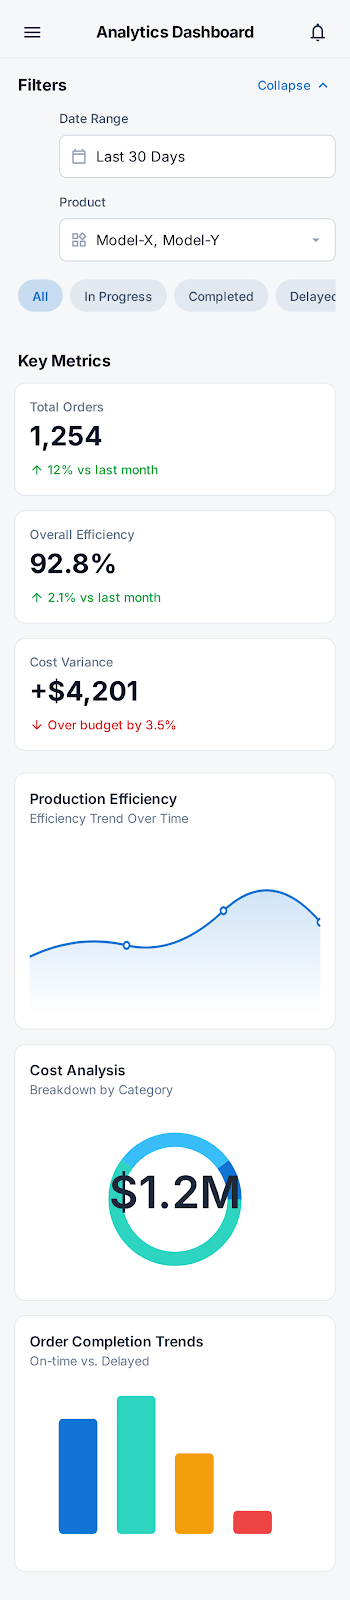 Analytics Dashboard
Filters
Collapse
Date Range
Last 30 Days
Product
Model-X, Model-Y
All
In Progress
Completed
Delayed
Key Metrics
Total Orders
1,254
↑ 12% vs last month
Overall Efficiency
92.8%
↑ 2.1% vs last month
Cost Variance
+$4,201
↓ Over budget by 3.5%
Production Efficiency
Efficiency Trend Over Time
Cost Analysis
Breakdown by Category
$1.2M
Order Completion Trends
On-time vs. Delayed